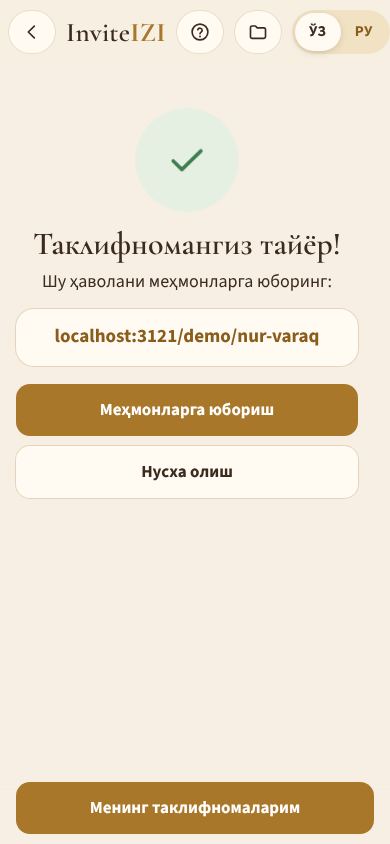 InviteIZI
ЎЗ
РУ
Таклифномангиз тайёр!
Шу ҳаволани меҳмонларга юборинг:
localhost:3121/demo/nur-varaq
Меҳмонларга юбориш
Нусха олиш
Менинг таклифномаларим